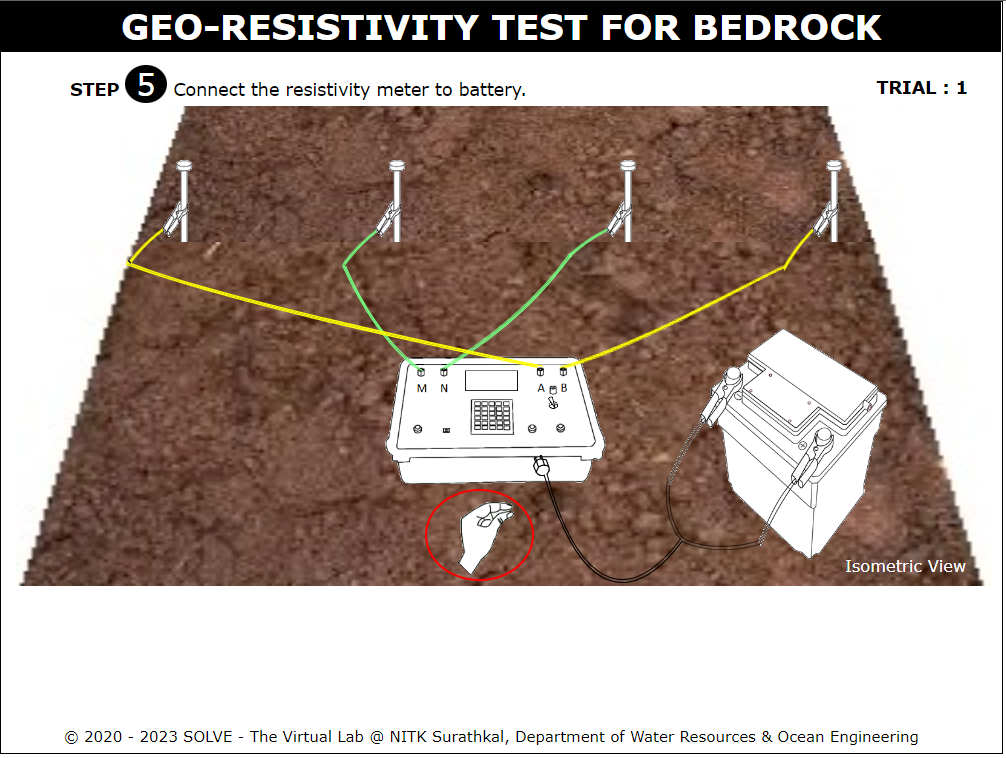 GEO-RESISTIVITY TEST FOR BEDROCK
STEP 5 Connect the resistivity meter to battery.
TRIAL : 1
M N A B
Isometric View
© 2020 - 2023 SOLVE - The Virtual Lab @ NITK Surathkal, Department of Water Resources & Ocean Engineering